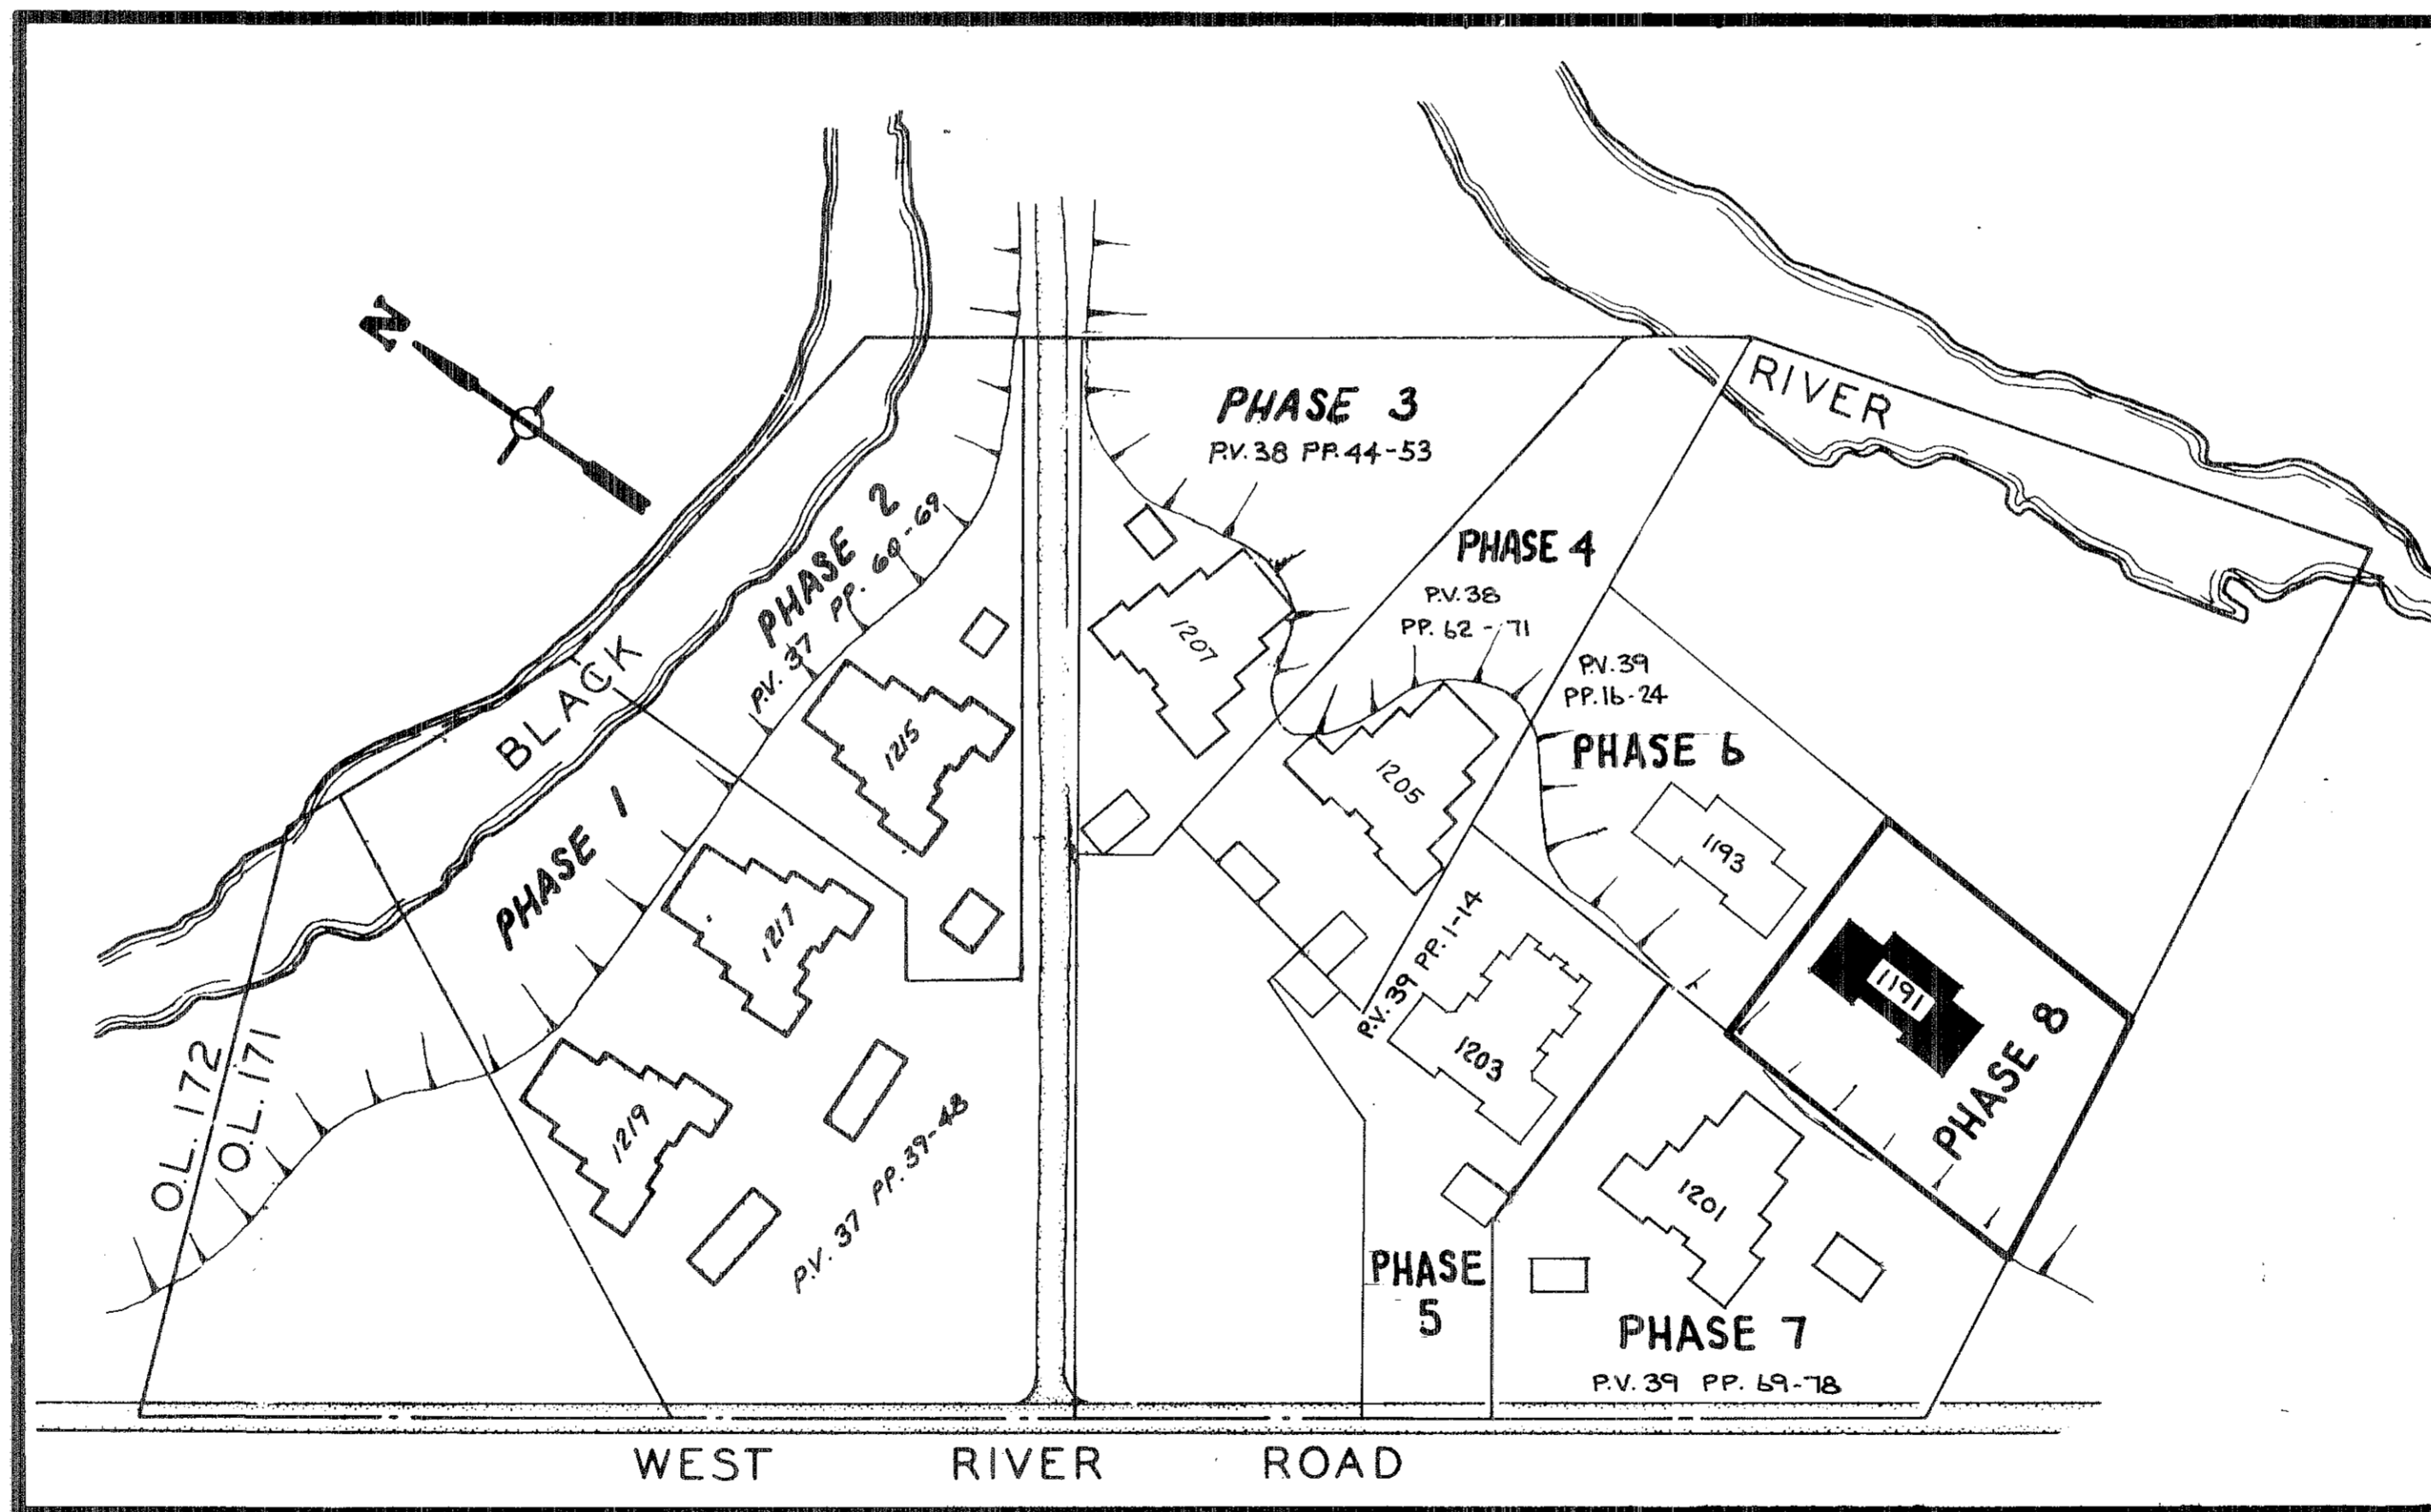 N
RIVER
PHASE 3
P.V. 38 PP. 44-53
PHASE 2
P.V. 37 PP. 60-69
PHASE 4
P.V. 38
PP. 62-71
1207
P.V. 39
PP. 16-24
PHASE 6
BLACK
1215
1205
1193
PHASE 1
1217
P.V. 39 PP. 1-14
1191
PHASE 8
O.L. 172
O.L. 171
1203
1219
P.V. 37 PP. 39-48
1201
PHASE
5
PHASE 7
P.V. 39 PP. 69-78
WEST RIVER ROAD